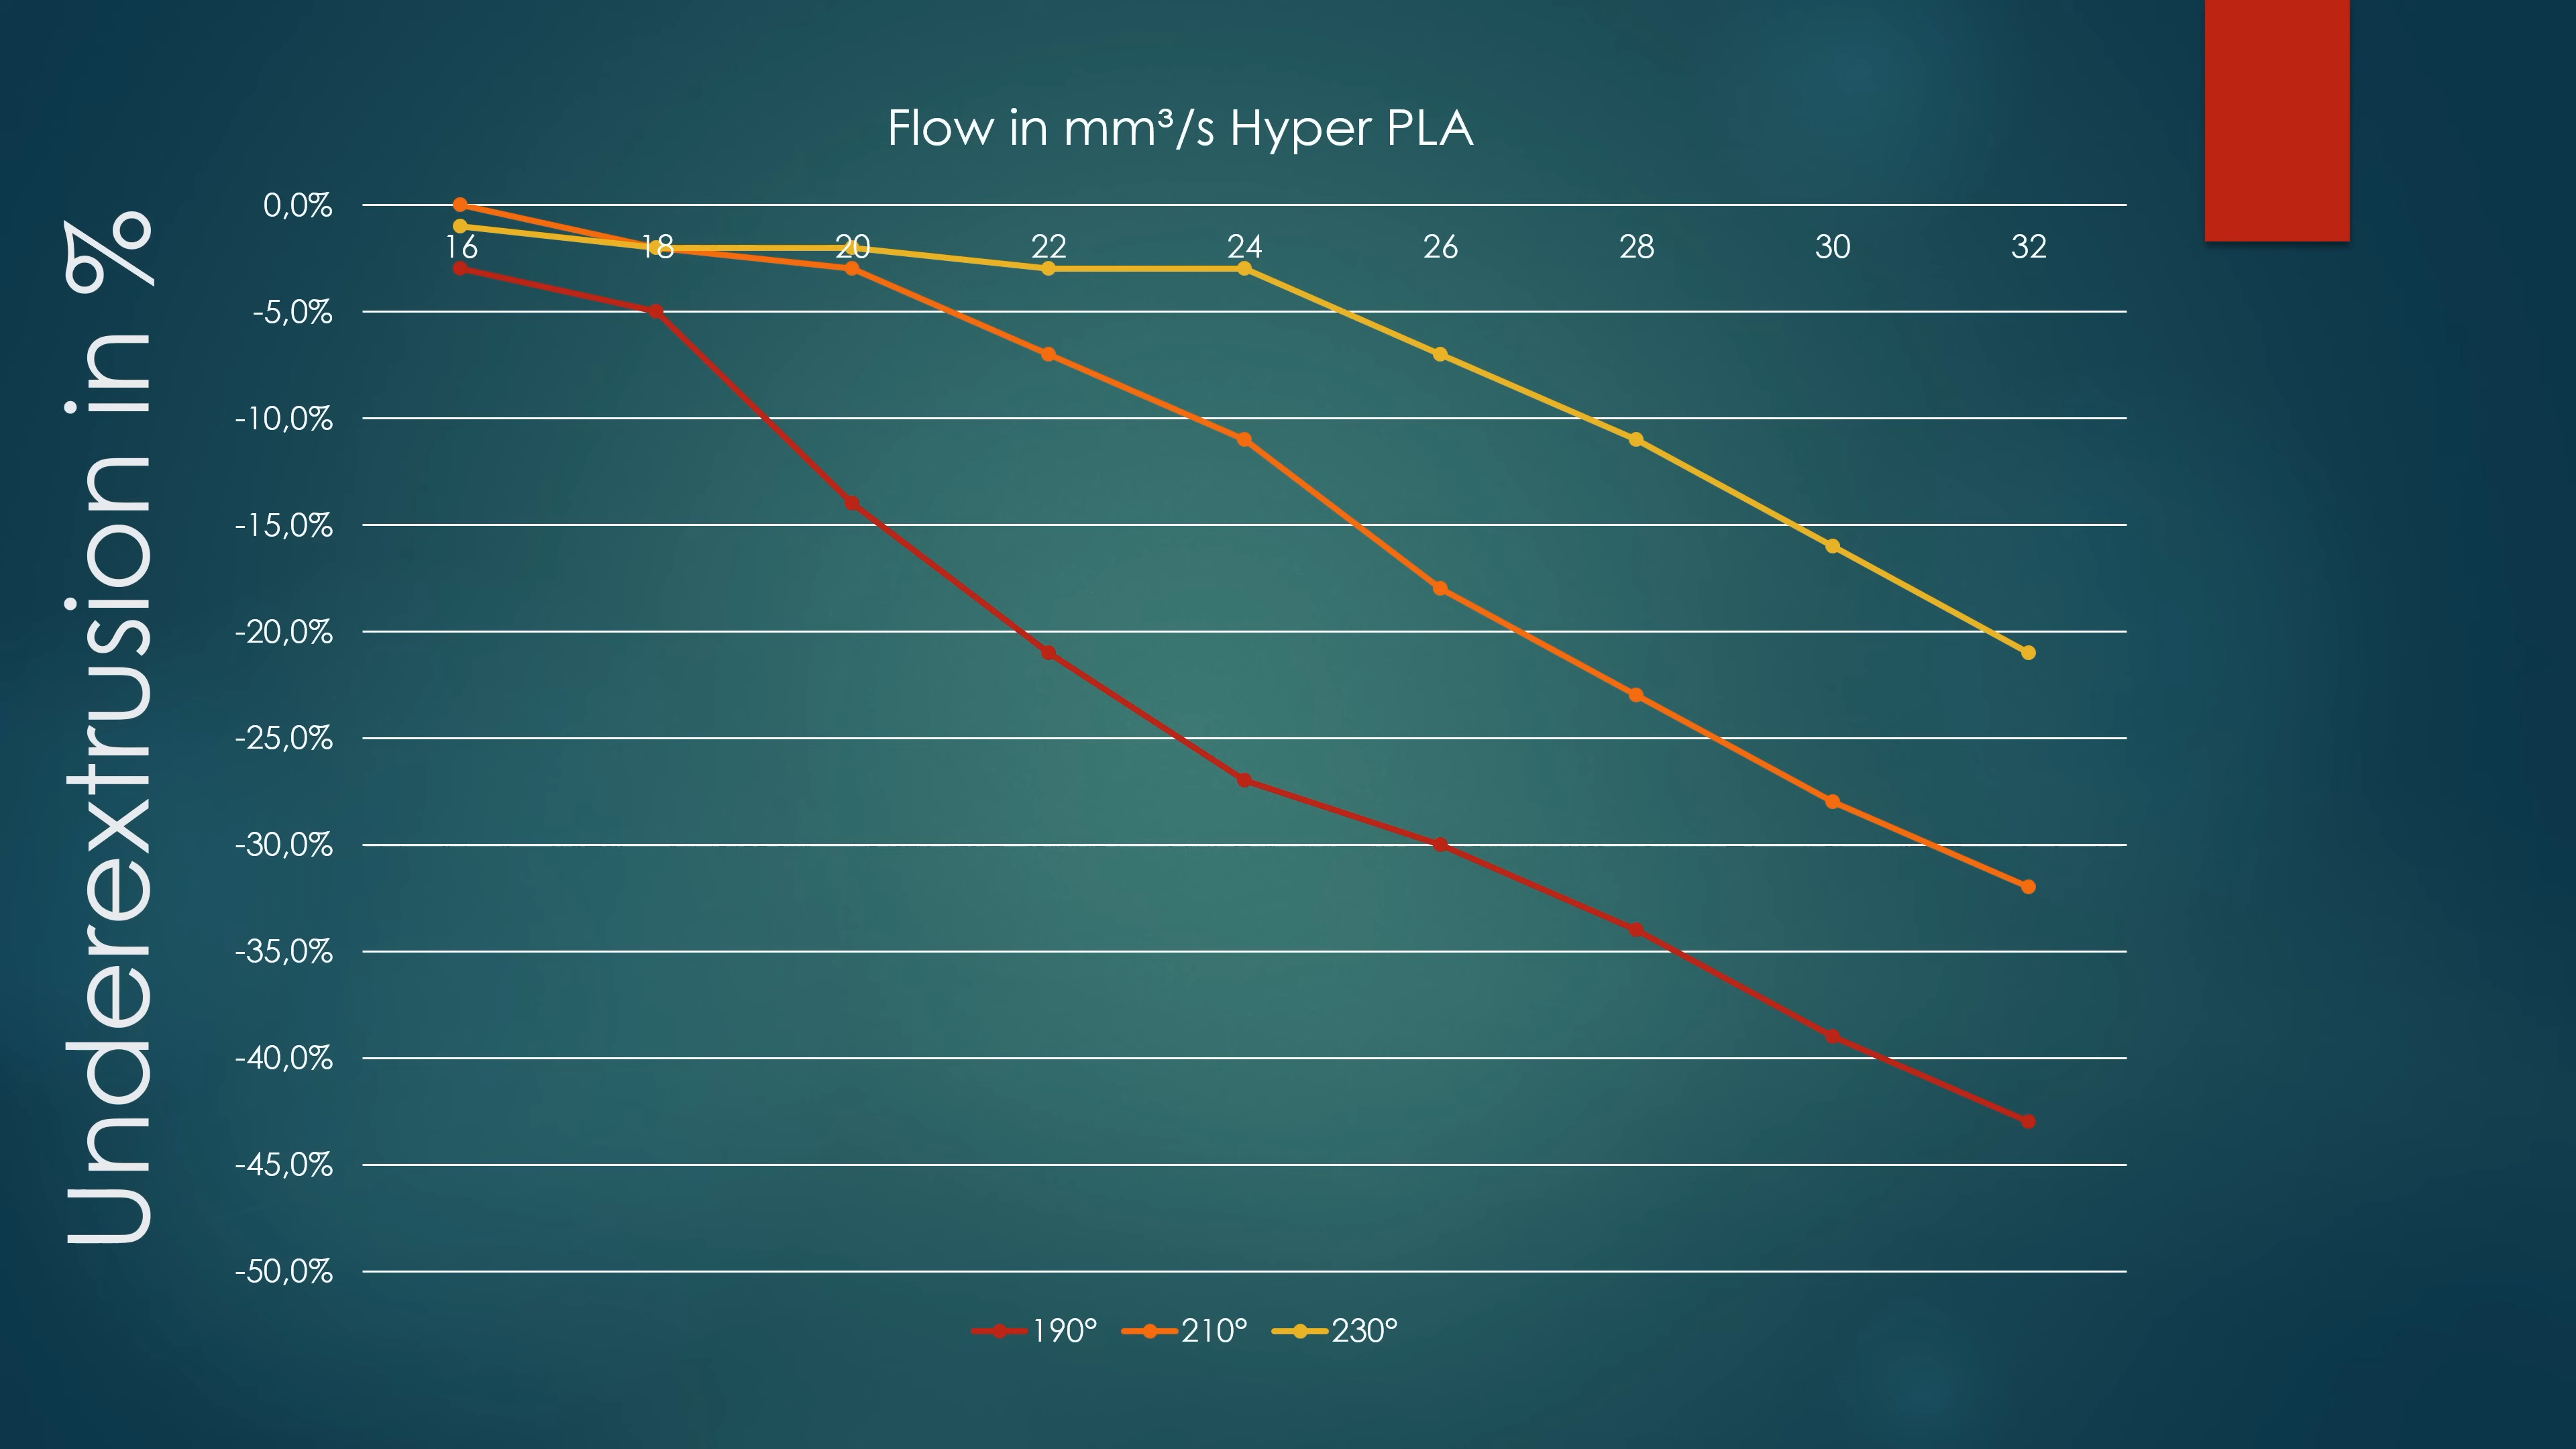 Flow in mm³/s Hyper PLA
Underextrusion in %
0,0%
16 18 20 22 24 26 28 30 32
-5,0%
-10,0%
-15,0%
-20,0%
-25,0%
-30,0%
-35,0%
-40,0%
-45,0%
-50,0%
190° 210° 230°